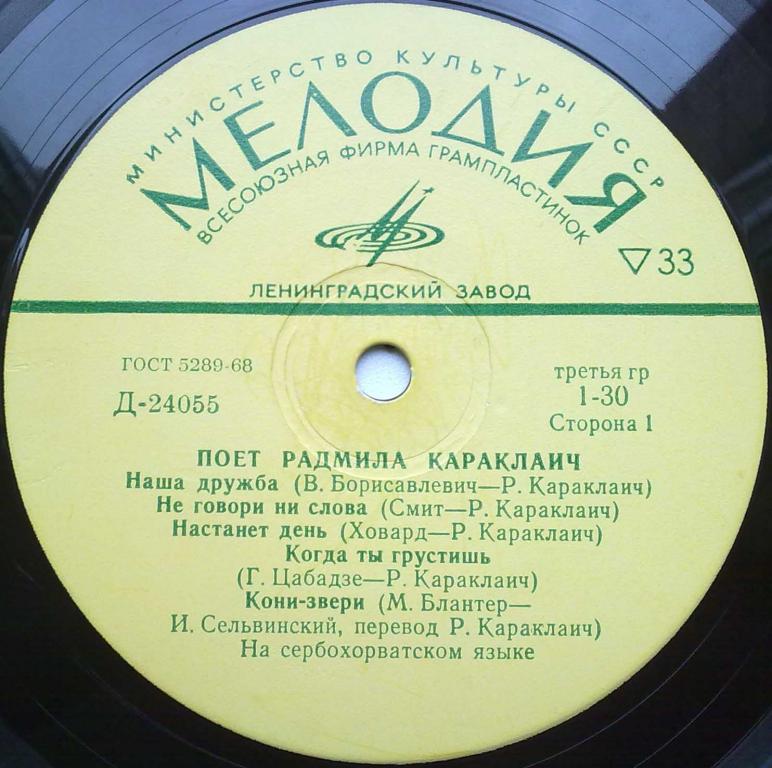 МИНИСТЕРСТВО КУЛЬТУРЫ СССР
МЕЛОДИЯ
ВСЕСОЮЗНАЯ ФИРМА ГРАМПЛАСТИНОК
▽33
ЛЕНИНГРАДСКИЙ ЗАВОД
ГОСТ 5289-68
третья гр
Д-24055
1-30
Сторона 1
ПОЕТ РАДМИЛА КАРАКЛАИЧ
Наша дружба (В. Борисавлевич—Р. Караклаич)
Не говори ни слова (Смит—Р. Караклаич)
Настанет день (Ховард—Р. Караклаич)
Когда ты грустишь
(Г. Цабадзе—Р. Караклаич)
Кони-звери (М. Блантер—
И. Сельвинский, перевод Р. Караклаич)
На сербохорватском языке